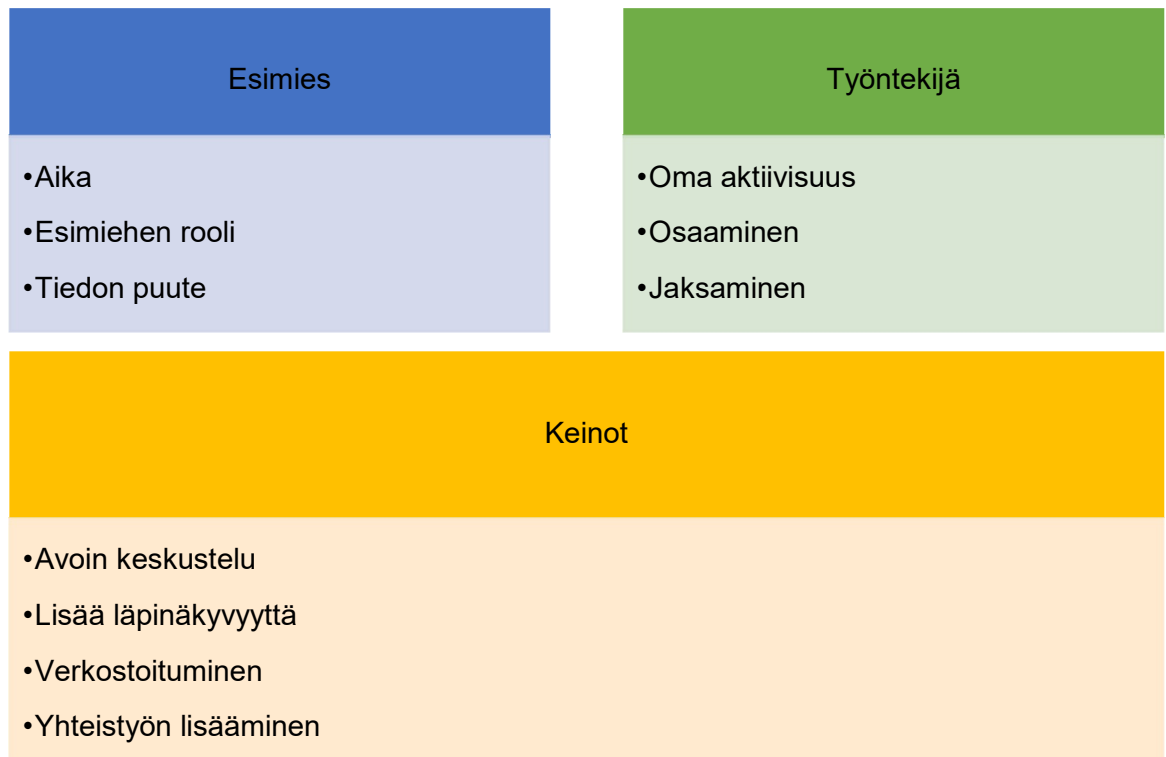 Esimies
•Aika
•Esimiehen rooli
•Tiedon puute
Työntekijä
•Oma aktiivisuus
•Osaaminen
•Jaksaminen
Keinot
•Avoin keskustelu
•Lisää läpinäkyvyyttä
•Verkostoituminen
•Yhteistyön lisääminen